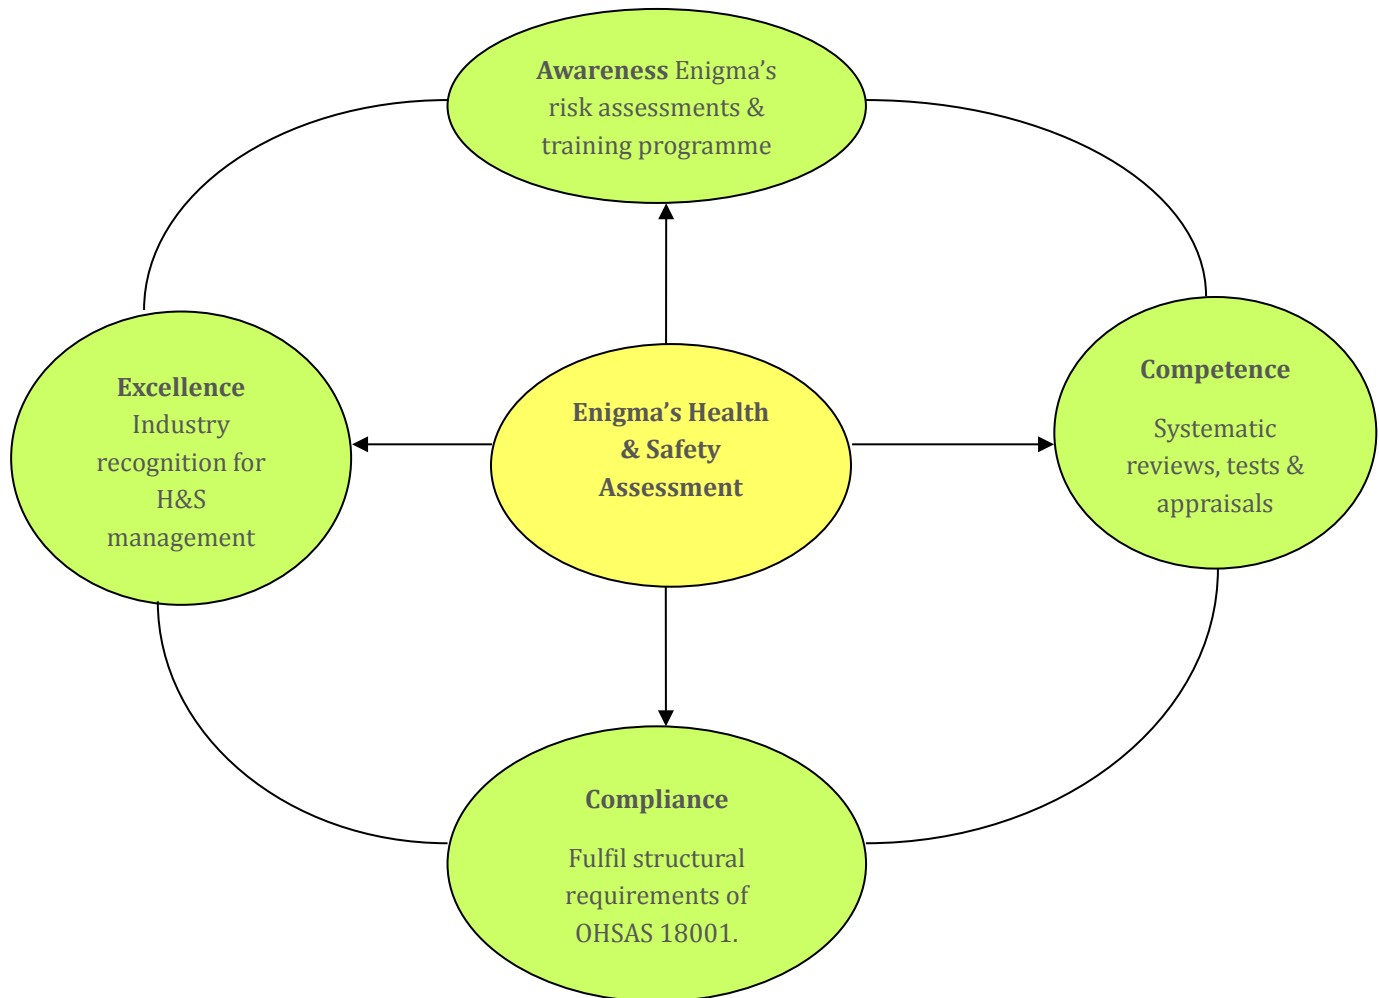 Awareness Enigma’s
risk assessments &
training programme
Excellence
Industry
recognition for
H&S
management
Enigma’s Health
& Safety
Assessment
Competence
Systematic
reviews, tests &
appraisals
Compliance
Fulfil structural
requirements of
OHSAS 18001.